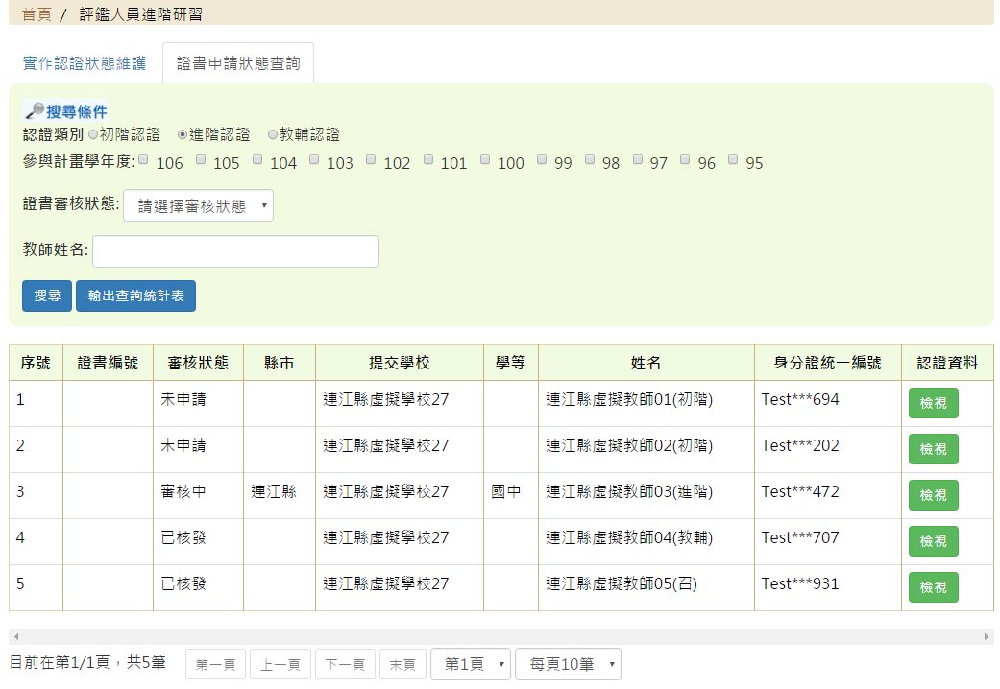 首頁 / 評鑑人員進階研習
實作認證狀態維護 證書申請狀態查詢
搜尋條件
認證類別 初階認證 進階認證 教輔認證
參與計畫學年度: 106 105 104 103 102 101 100 99 98 97 96 95
證書審核狀態: 請選擇審核狀態
教師姓名:
搜尋 輸出查詢統計表
序號 證書編號 審核狀態 縣市 提交學校 學等 姓名 身分證統一編號 認證資料
1 未申請 連江縣虛擬學校27 連江縣虛擬教師01(初階) Test***694 檢視
2 未申請 連江縣虛擬學校27 連江縣虛擬教師02(初階) Test***202 檢視
3 審核中 連江縣 連江縣虛擬學校27 國中 連江縣虛擬教師03(進階) Test***472 檢視
4 已核發 連江縣虛擬學校27 連江縣虛擬教師04(教輔) Test***707 檢視
5 已核發 連江縣虛擬學校27 連江縣虛擬教師05(召) Test***931 檢視
目前在第1/1頁，共5筆 第一頁 上一頁 下一頁 末頁 第1頁 每頁10筆